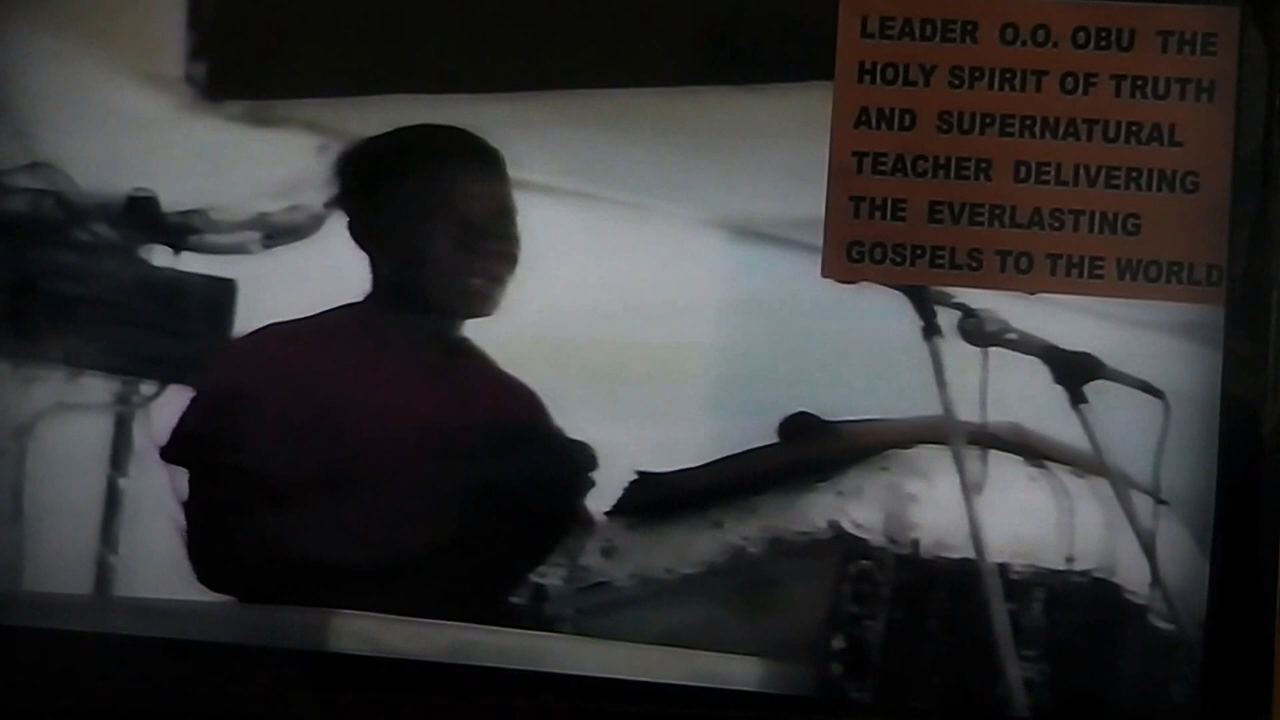 LEADER O.O. OBU THE
HOLY SPIRIT OF TRUTH
AND SUPERNATURAL
TEACHER DELIVERING
THE EVERLASTING
GOSPELS TO THE WORLD